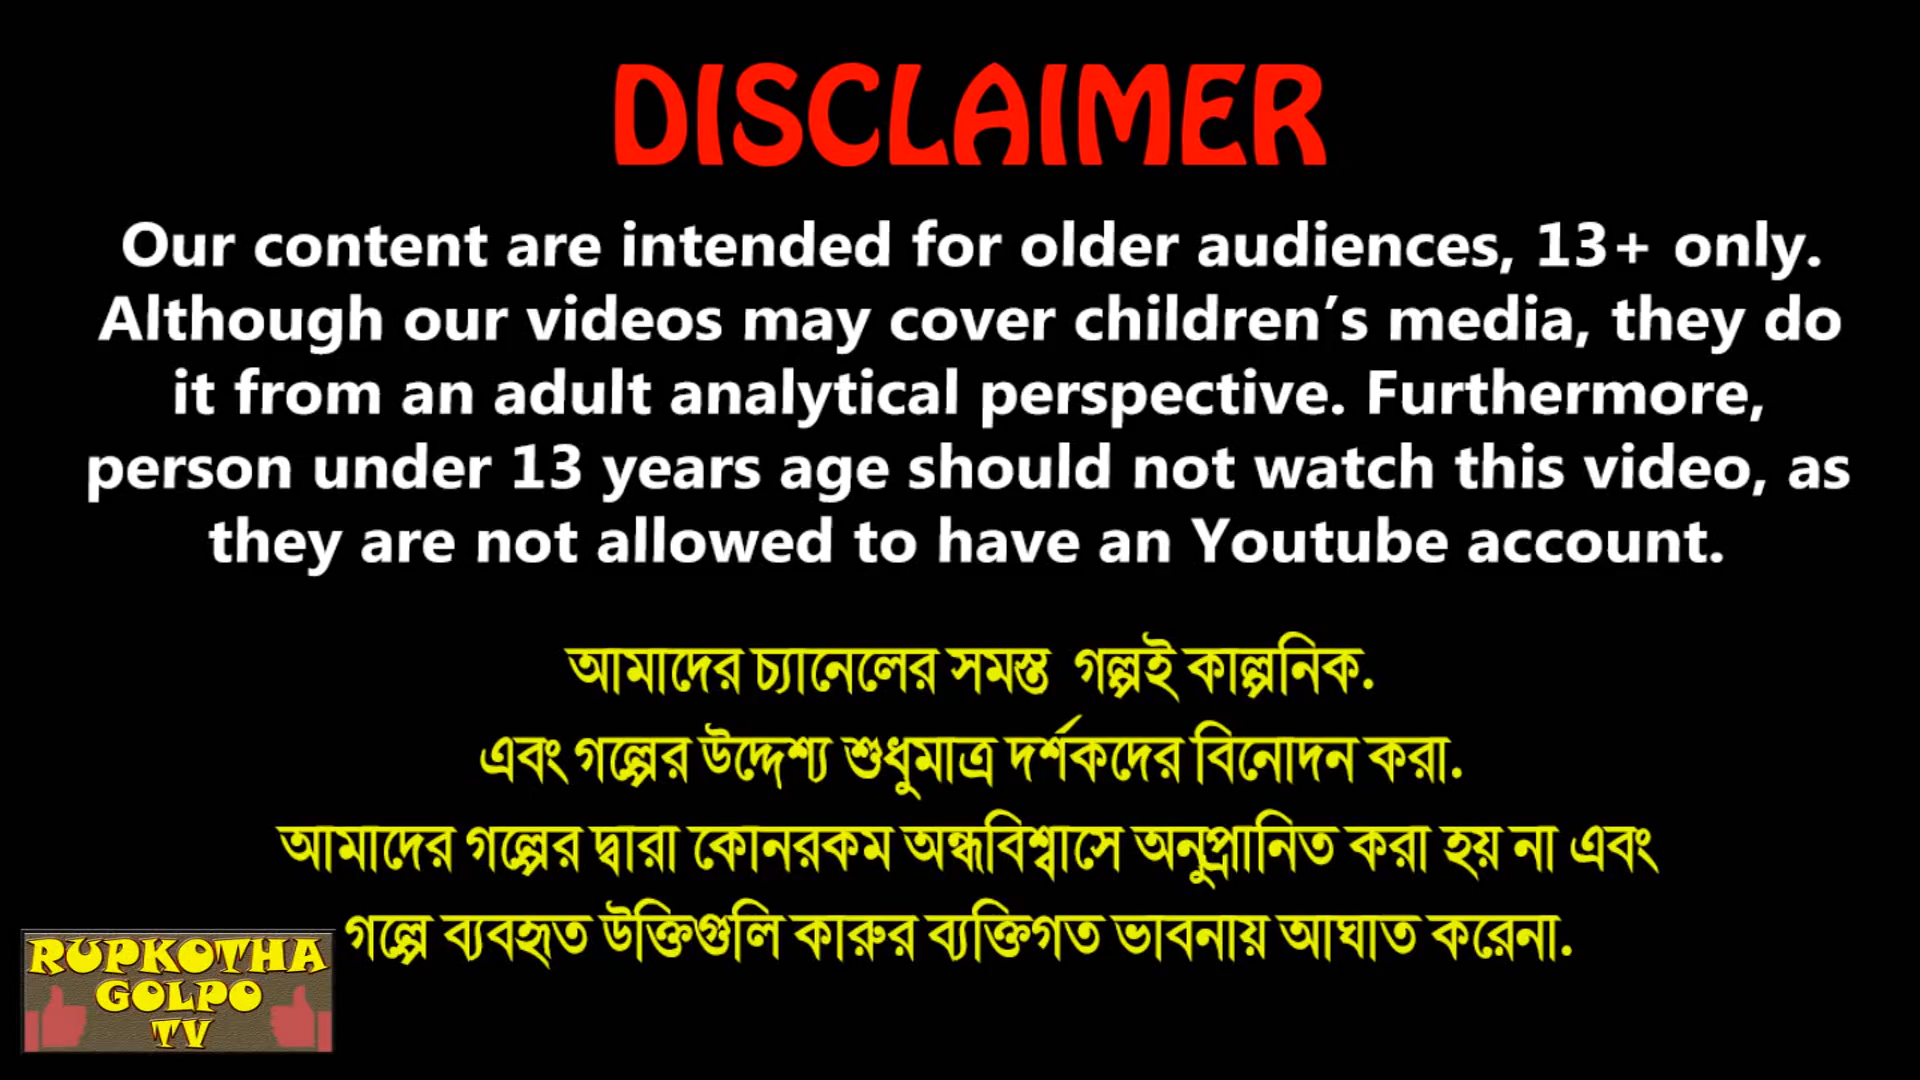 DISCLAIMER
Our content are intended for older audiences, 13+ only.
Although our videos may cover children’s media, they do
it from an adult analytical perspective. Furthermore,
person under 13 years age should not watch this video, as
they are not allowed to have an Youtube account.
আমাদের চ্যানেলের সমস্ত গল্পই কাল্পনিক.
এবং গল্পের উদ্দেশ্য শুধুমাত্র দর্শকদের বিনোদন করা.
আমাদের গল্পের দ্বারা কোনরকম অন্ধবিশ্বাসে অনুপ্রানিত করা হয় না এবং
গল্পে ব্যবহৃত উক্তিগুলি কারুর ব্যক্তিগত ভাবনায় আঘাত করেনা.
RUPKOTHA
GOLPO
TV